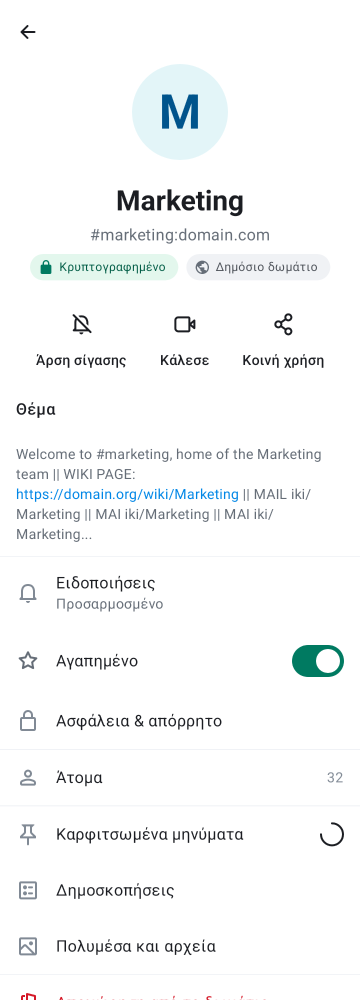 M
Marketing
#marketing:domain.com
Κρυπτογραφημένο Δημόσιο δωμάτιο
Άρση σίγασης Κάλεσε Κοινή χρήση
Θέμα
Welcome to #marketing, home of the Marketing
team || WIKI PAGE:
https://domain.org/wiki/Marketing || MAIL iki/
Marketing || MAI iki/Marketing || MAI iki/
Marketing...
Ειδοποιήσεις
Προσαρμοσμένο
Αγαπημένο
Ασφάλεια & απόρρητο
Άτομα 32
Καρφιτσωμένα μηνύματα
Δημοσκοπήσεις
Πολυμέσα και αρχεία